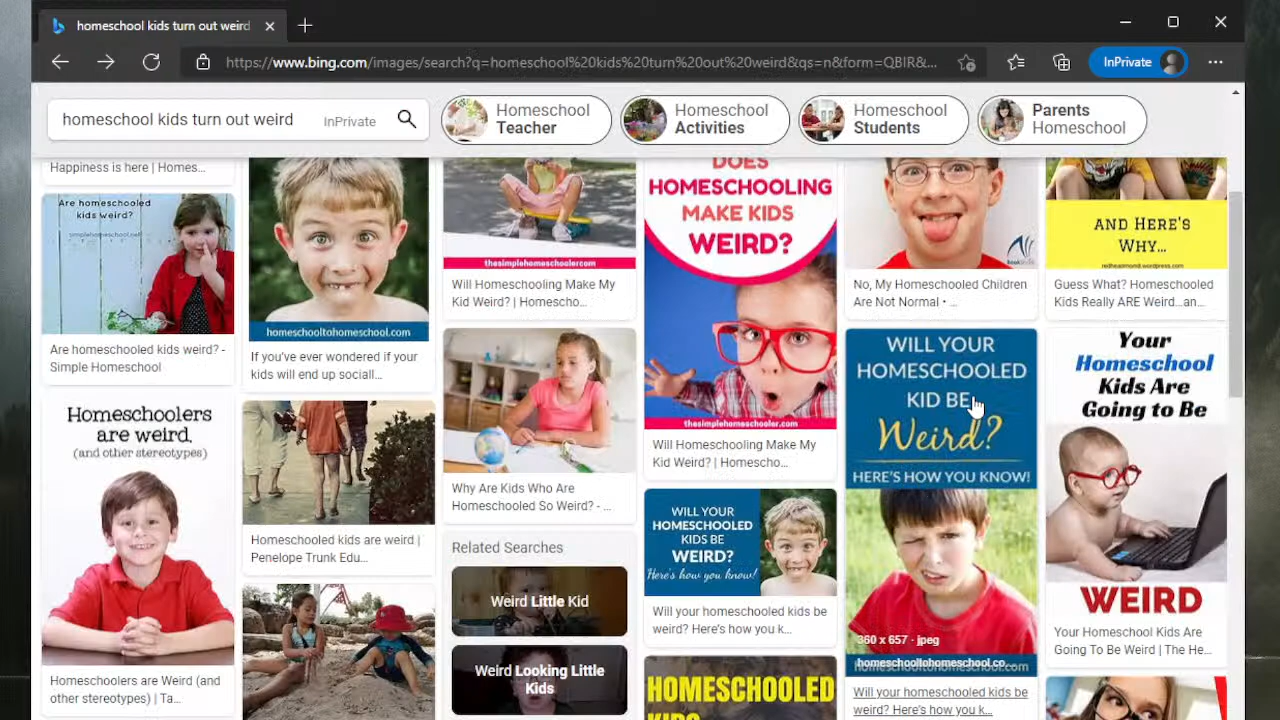 homeschool kids turn out weird
https://www.bing.com/images/search?q=homeschool%20kids%20turn%20out%20weird&qs=n&form=QBIR&...
InPrivate
homeschool kids turn out weird
InPrivate
Homeschool
Teacher
Homeschool
Activities
Homeschool
Students
Parents
Homeschool
Happiness is here | Homes...
Are homeschooled
kids weird?
simplehomeschool.net
Are homeschooled kids weird? -
Simple Homeschool
Homeschoolers
are weird,
(and other stereotypes)
Homeschoolers are Weird (and
other stereotypes) | Ta...
homeschooltohomeschool.com
If you've ever wondered if your
kids will end up sociall...
Homeschooled kids are weird |
Penelope Trunk Edu...
thesimplehomeschooler.com
Will Homeschooling Make My
Kid Weird? | Homescho...
Why Are Kids Who Are
Homeschooled So Weird? - ...
Related Searches
Weird Little Kid
Weird Looking Little
Kids
DOES
HOMESCHOOLING
MAKE KIDS
WEIRD?
thesimplehomeschooler.com
Will Homeschooling Make My
Kid Weird? | Homescho...
WILL YOUR
HOMESCHOOLED
KIDS BE
WEIRD?
Here's how you know!
Will your homeschooled kids be
weird? Here's how you k...
HOMESCHOOLED
KIDS
No, My Homeschooled Children
Are Not Normal • ...
WILL YOUR
HOMESCHOOLED
KID BE
Weird?
HERE'S HOW YOU KNOW!
360 x 657 · jpeg
homeschooltohomeschool.co...
Will your homeschooled kids be
weird? Here's how you k...
AND HERE'S
WHY...
redheadmom8.wordpress.com
Guess What? Homeschooled
Kids Really ARE Weird...an...
Your
Homeschool
Kids Are
Going to Be
WEIRD
Your Homeschool Kids Are
Going To Be Weird | The He...